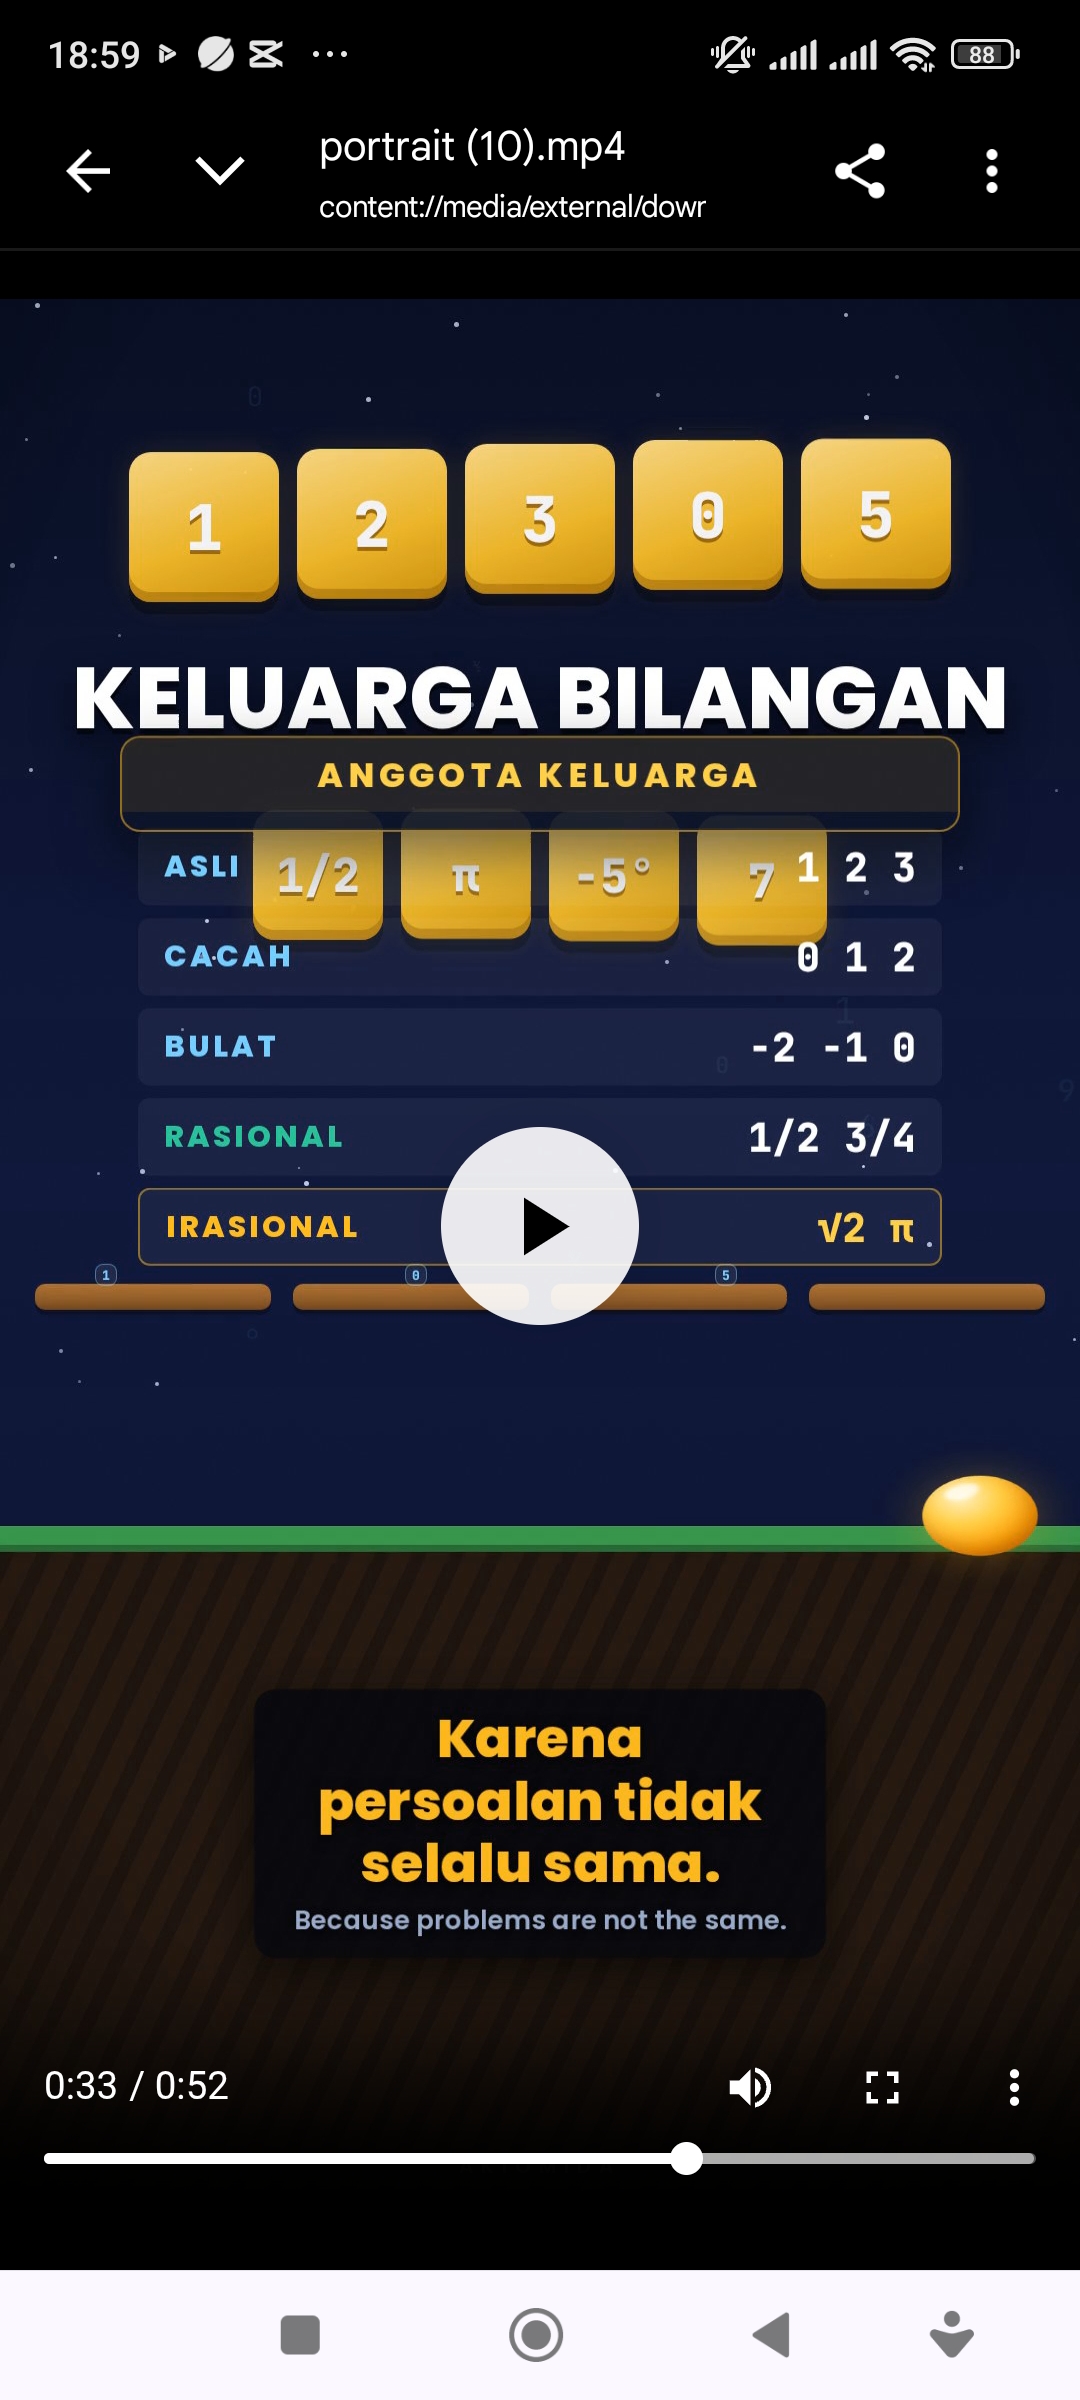 18:59
88
portrait (10).mp4
content://media/external/dowr
1 2 3 0 5
KELUARGA BILANGAN
ANGGOTA KELUARGA
1/2 π -5° 7
ASLI 1 2 3
CACAH 0 1 2
BULAT -2 -1 0
RASIONAL 1/2 3/4
IRASIONAL √2 π
1 0 5
Karena
persoalan tidak
selalu sama.
Because problems are not the same.
0:33 / 0:52